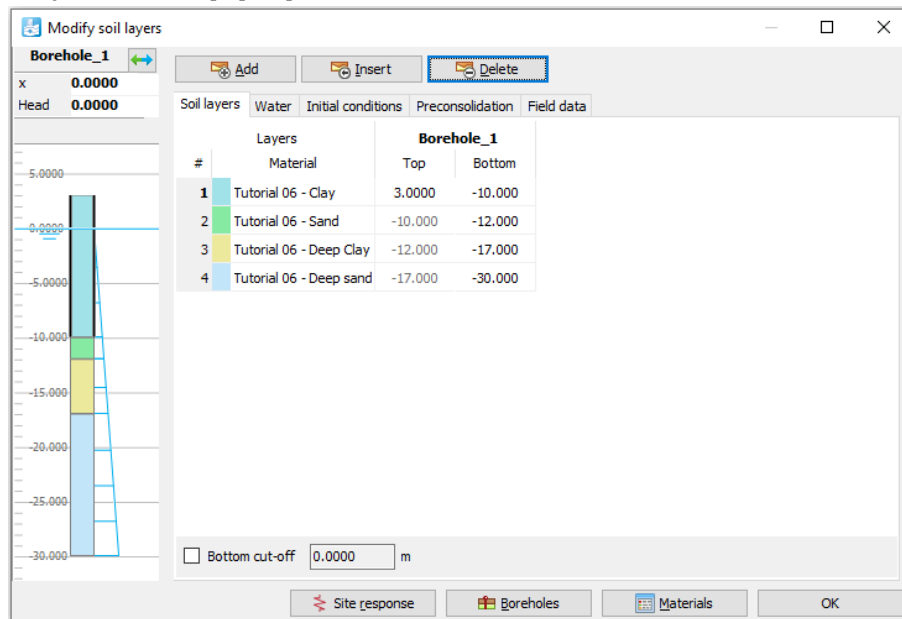 Modify soil layers
Borehole_1
x 0.0000
Head 0.0000
Add Insert Delete
Soil layers Water Initial conditions Preconsolidation Field data
Layers Borehole_1
# Material Top Bottom
1 Tutorial 06 - Clay 3.0000 -10.000
2 Tutorial 06 - Sand -10.000 -12.000
3 Tutorial 06 - Deep Clay -12.000 -17.000
4 Tutorial 06 - Deep sand -17.000 -30.000
5.0000
0.0000
-5.0000
-10.000
-15.000
-20.000
-25.000
-30.000
Bottom cut-off 0.0000 m
Site response Boreholes Materials OK